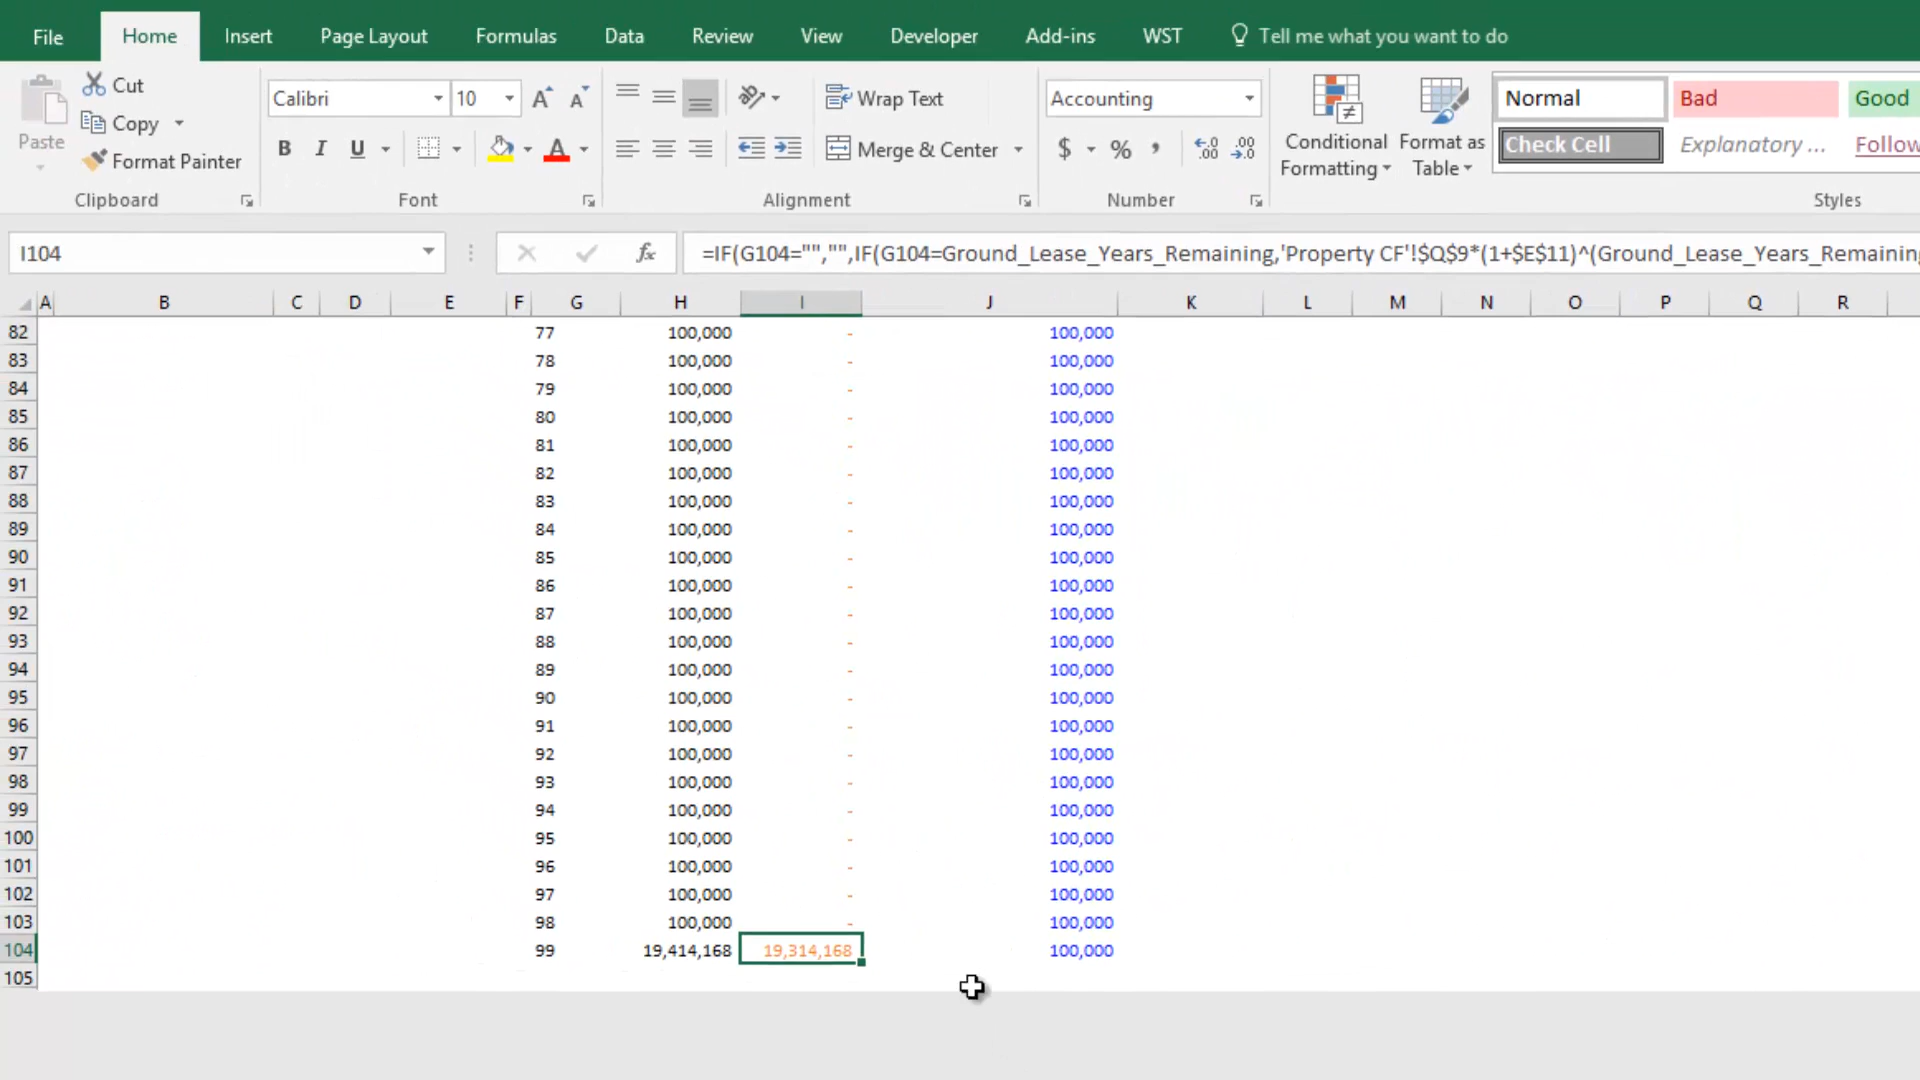 File Home Insert Page Layout Formulas Data Review View Developer Add-ins WST Tell me what you want to do
Cut Calibri 10 Wrap Text Accounting Normal Bad Good
Copy
Paste
Format Painter B I U Merge & Center $ % , Conditional Formatting Format as Table Check Cell Explanatory ...
Clipboard Font Alignment Number Styles
I104 fx =IF(G104="","",IF(G104=Ground_Lease_Years_Remaining,'Property CF'!$Q$9*(1+$E$11)^(Ground_Lease_Years_Remaining
A B C D E F G H I J K L M N O P Q R
82 77 100,000 - 100,000
83 78 100,000 - 100,000
84 79 100,000 - 100,000
85 80 100,000 - 100,000
86 81 100,000 - 100,000
87 82 100,000 - 100,000
88 83 100,000 - 100,000
89 84 100,000 - 100,000
90 85 100,000 - 100,000
91 86 100,000 - 100,000
92 87 100,000 - 100,000
93 88 100,000 - 100,000
94 89 100,000 - 100,000
95 90 100,000 - 100,000
96 91 100,000 - 100,000
97 92 100,000 - 100,000
98 93 100,000 - 100,000
99 94 100,000 - 100,000
100 95 100,000 - 100,000
101 96 100,000 - 100,000
102 97 100,000 - 100,000
103 98 100,000 - 100,000
104 99 19,414,168 19,314,168 100,000
105